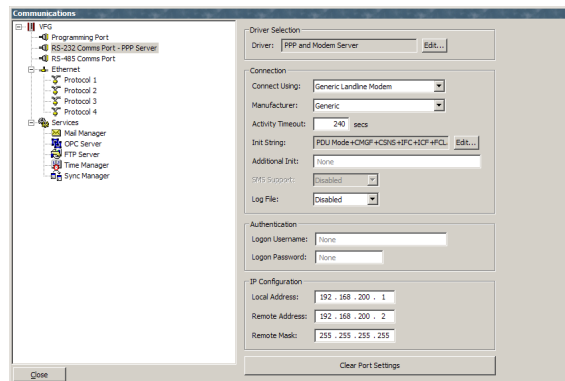 Communications
VFG
Programming Port
RS-232 Comms Port - PPP Server
RS-485 Comms Port
Ethernet
Protocol 1
Protocol 2
Protocol 3
Protocol 4
Services
Mail Manager
OPC Server
FTP Server
Time Manager
Sync Manager
Close
Driver Selection
Driver: PPP and Modem Server Edit...
Connection
Connect Using: Generic Landline Modem
Manufacturer: Generic
Activity Timeout: 240 secs
Init String: PDU Mode+CMGF+CSNS+IFC+ICF+FCL. Edit...
Additional Init: None
SMS Support: Disabled
Log File: Disabled
Authentication
Logon Username: None
Logon Password: None
IP Configuration
Local Address: 192 . 168 . 200 . 1
Remote Address: 192 . 168 . 200 . 2
Remote Mask: 255 . 255 . 255 . 255
Clear Port Settings